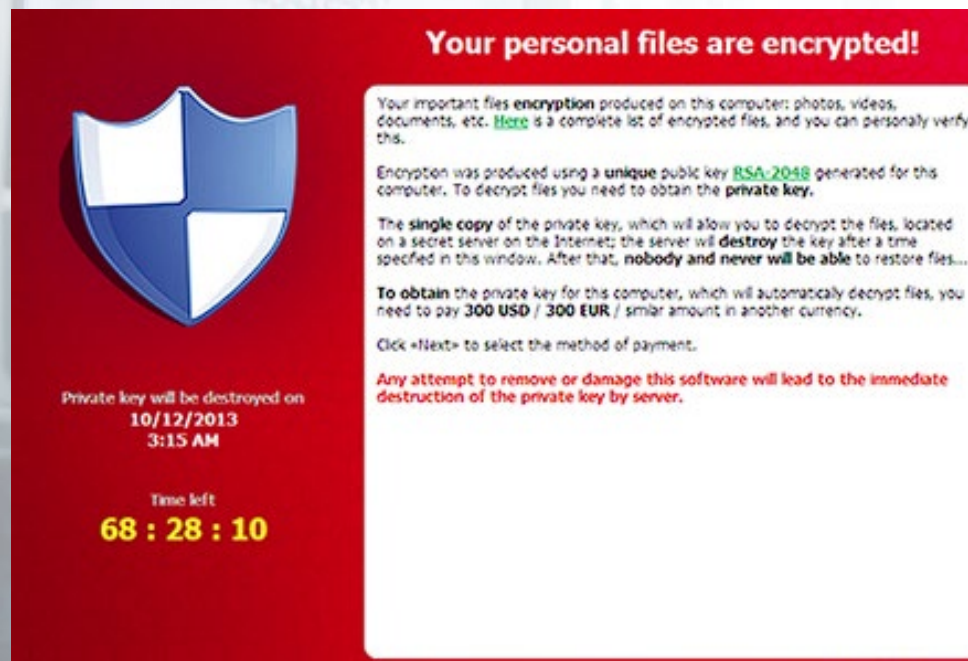 Your personal files are encrypted!
Your important files encryption produced on this computer: photos, videos,
documents, etc. Here is a complete list of encrypted files, and you can personaly verify
this.
Encryption was produced using a unique public key RSA-2048 generated for this
computer. To decrypt files you need to obtain the private key.
The single copy of the private key, which will allow you to decrypt the files, located
on a secret server on the Internet; the server will destroy the key after a time
specified in this window. After that, nobody and never will be able to restore files...
To obtain the private key for this computer, which will automatically decrypt files, you
need to pay 300 USD / 300 EUR / similar amount in another currency.
Click «Next» to select the method of payment.
Any attempt to remove or damage this software will lead to the immediate
destruction of the private key by server.
Private key will be destroyed on
10/12/2013
3:15 AM
Time left
68 : 28 : 10